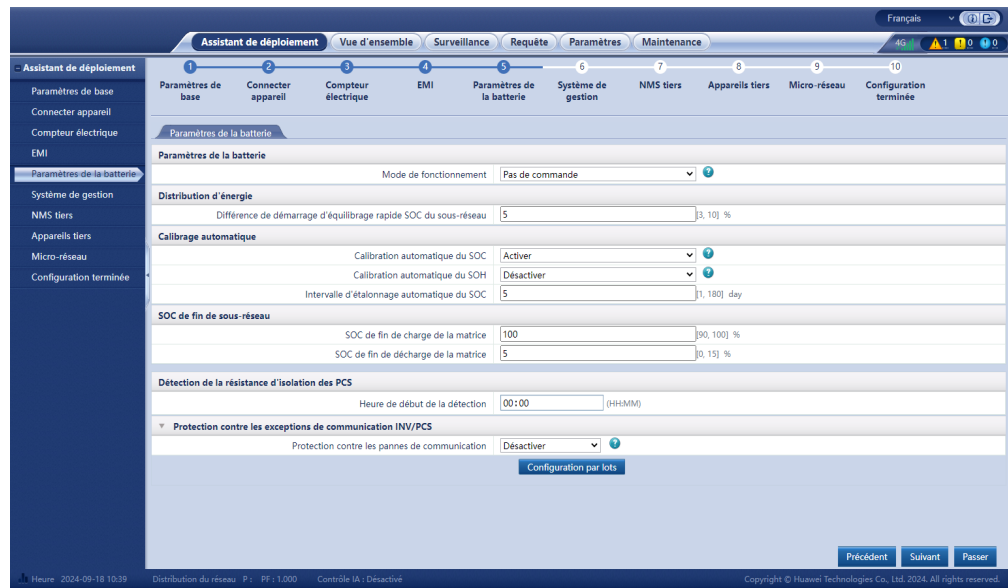 Français
Assistant de déploiement Vue d'ensemble Surveillance Requête Paramètres Maintenance
4G 1 0 0
Assistant de déploiement
Paramètres de base
Connecter appareil
Compteur électrique
EMI
Paramètres de la batterie
Système de gestion
NMS tiers
Appareils tiers
Micro-réseau
Configuration terminée
1 2 3 4 5 6 7 8 9 10
Paramètres de base
Connecter appareil
Compteur électrique
EMI
Paramètres de la batterie
Système de gestion
NMS tiers
Appareils tiers
Micro-réseau
Configuration terminée
Paramètres de la batterie
Paramètres de la batterie
Mode de fonctionnement Pas de commande ?
Distribution d'énergie
Différence de démarrage d'équilibrage rapide SOC du sous-réseau 5 [3, 10] %
Calibrage automatique
Calibration automatique du SOC Activer ?
Calibration automatique du SOH Désactiver ?
Intervalle d'étalonnage automatique du SOC 5 [1, 180] day
SOC de fin de sous-réseau
SOC de fin de charge de la matrice 100 [90, 100] %
SOC de fin de décharge de la matrice 5 [0, 15] %
Détection de la résistance d'isolation des PCS
Heure de début de la détection 00:00 (HH:MM)
Protection contre les exceptions de communication INV/PCS
Protection contre les pannes de communication Désactiver ?
Configuration par lots
Précédent Suivant Passer
Heure 2024-09-18 10:39 Distribution du réseau P : PF : 1.000 Contrôle IA : Désactivé Copyright © Huawei Technologies Co., Ltd. 2024. All rights reserved.